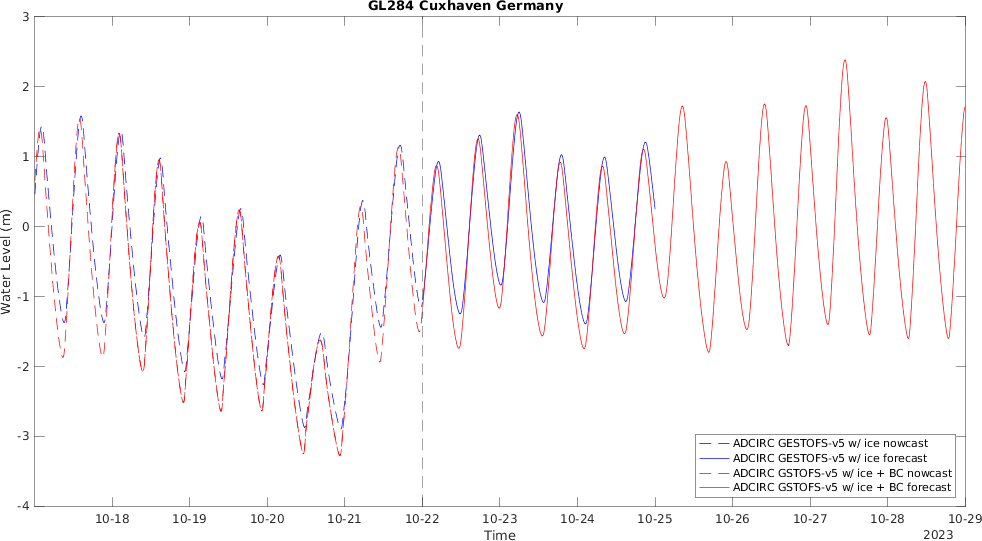 GL284 Cuxhaven Germany
Water Level (m)
3
2
1
0
-1
-2
-3
-4
ADCIRC GESTOFS-v5 w/ ice nowcast
ADCIRC GESTOFS-v5 w/ ice forecast
ADCIRC GSTOFS-v5 w/ ice + BC nowcast
ADCIRC GSTOFS-v5 w/ ice + BC forecast
10-18 10-19 10-20 10-21 10-22 10-23 10-24 10-25 10-26 10-27 10-28 10-29
Time
2023